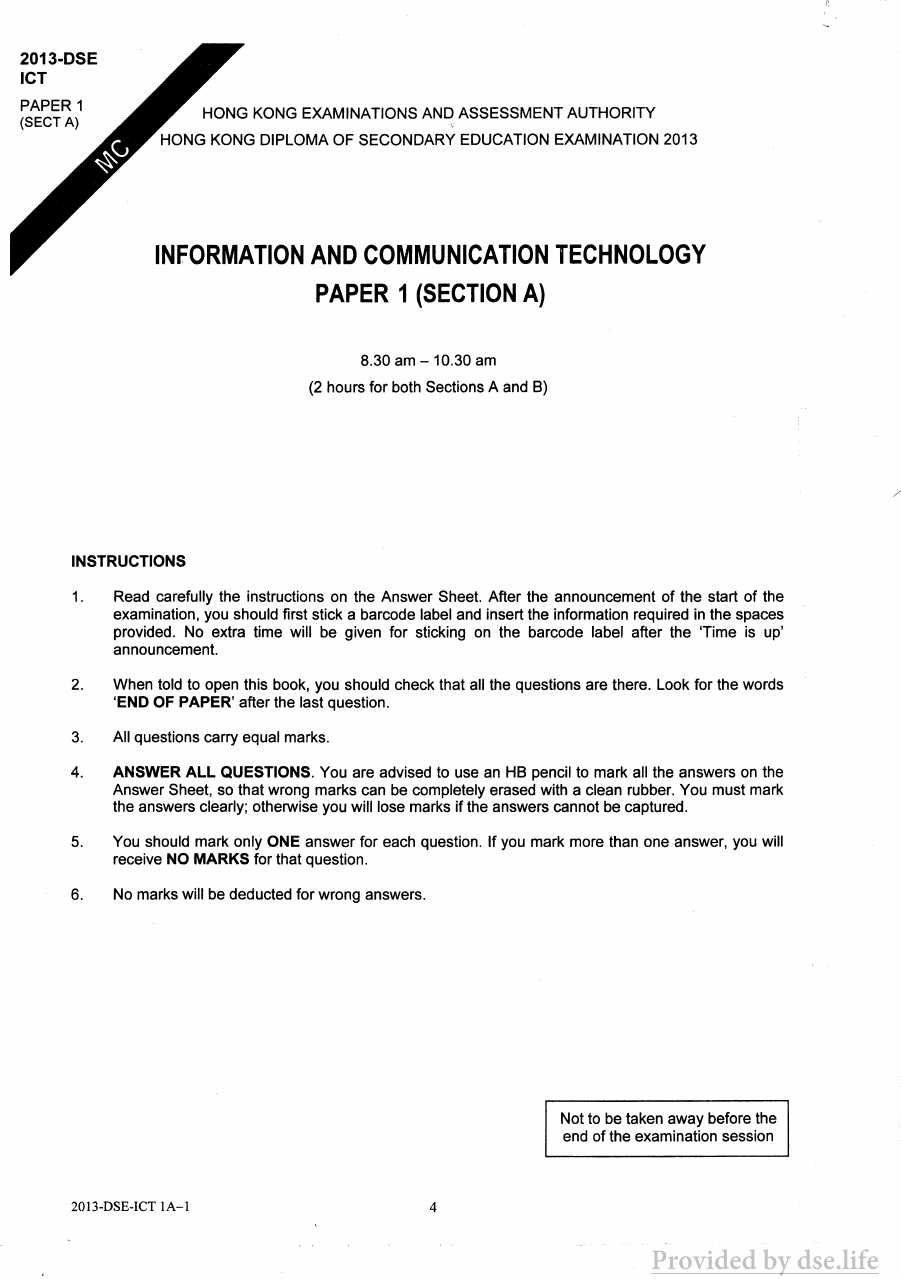 2013-DSE
ICT
PAPER 1
(SECT A)
MC
HONG KONG EXAMINATIONS AND ASSESSMENT AUTHORITY
HONG KONG DIPLOMA OF SECONDARY EDUCATION EXAMINATION 2013
INFORMATION AND COMMUNICATION TECHNOLOGY
PAPER 1 (SECTION A)
8.30 am – 10.30 am
(2 hours for both Sections A and B)
INSTRUCTIONS
1. Read carefully the instructions on the Answer Sheet. After the announcement of the start of the
examination, you should first stick a barcode label and insert the information required in the spaces
provided. No extra time will be given for sticking on the barcode label after the 'Time is up'
announcement.
2. When told to open this book, you should check that all the questions are there. Look for the words
'END OF PAPER' after the last question.
3. All questions carry equal marks.
4. ANSWER ALL QUESTIONS. You are advised to use an HB pencil to mark all the answers on the
Answer Sheet, so that wrong marks can be completely erased with a clean rubber. You must mark
the answers clearly; otherwise you will lose marks if the answers cannot be captured.
5. You should mark only ONE answer for each question. If you mark more than one answer, you will
receive NO MARKS for that question.
6. No marks will be deducted for wrong answers.
Not to be taken away before the
end of the examination session
2013-DSE-ICT 1A–1
4
Provided by dse.life